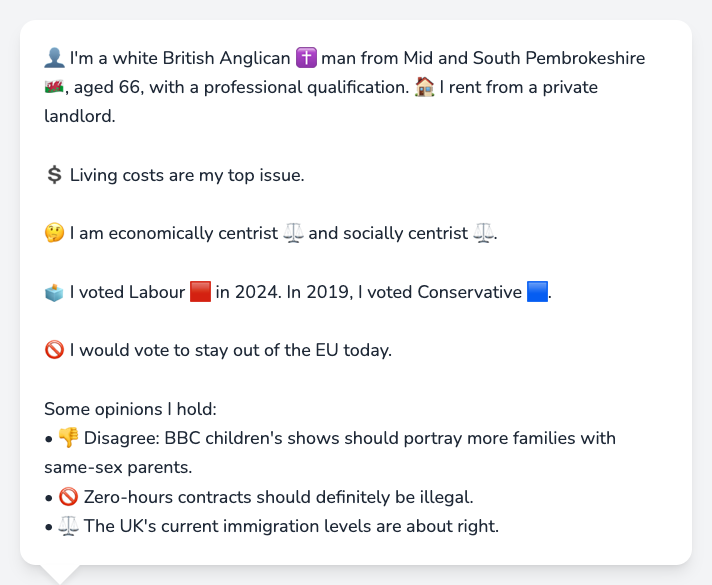 👤 I'm a white British Anglican ✝️ man from Mid and South Pembrokeshire
🏴󠁧󠁢󠁷󠁬󠁳󠁿, aged 66, with a professional qualification. 🏠 I rent from a private
landlord.
💲 Living costs are my top issue.
🤔 I am economically centrist ⚖️ and socially centrist ⚖️.
🗳️ I voted Labour 🟥 in 2024. In 2019, I voted Conservative 🟦.
🚫 I would vote to stay out of the EU today.
Some opinions I hold:
• 👎 Disagree: BBC children's shows should portray more families with
same-sex parents.
• 🚫 Zero-hours contracts should definitely be illegal.
• ⚖️ The UK's current immigration levels are about right.